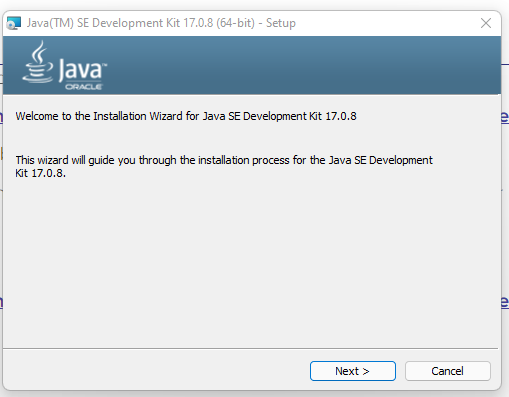 Java(TM) SE Development Kit 17.0.8 (64-bit) - Setup
Java™
ORACLE
Welcome to the Installation Wizard for Java SE Development Kit 17.0.8
This wizard will guide you through the installation process for the Java SE Development
Kit 17.0.8.
Next >
Cancel